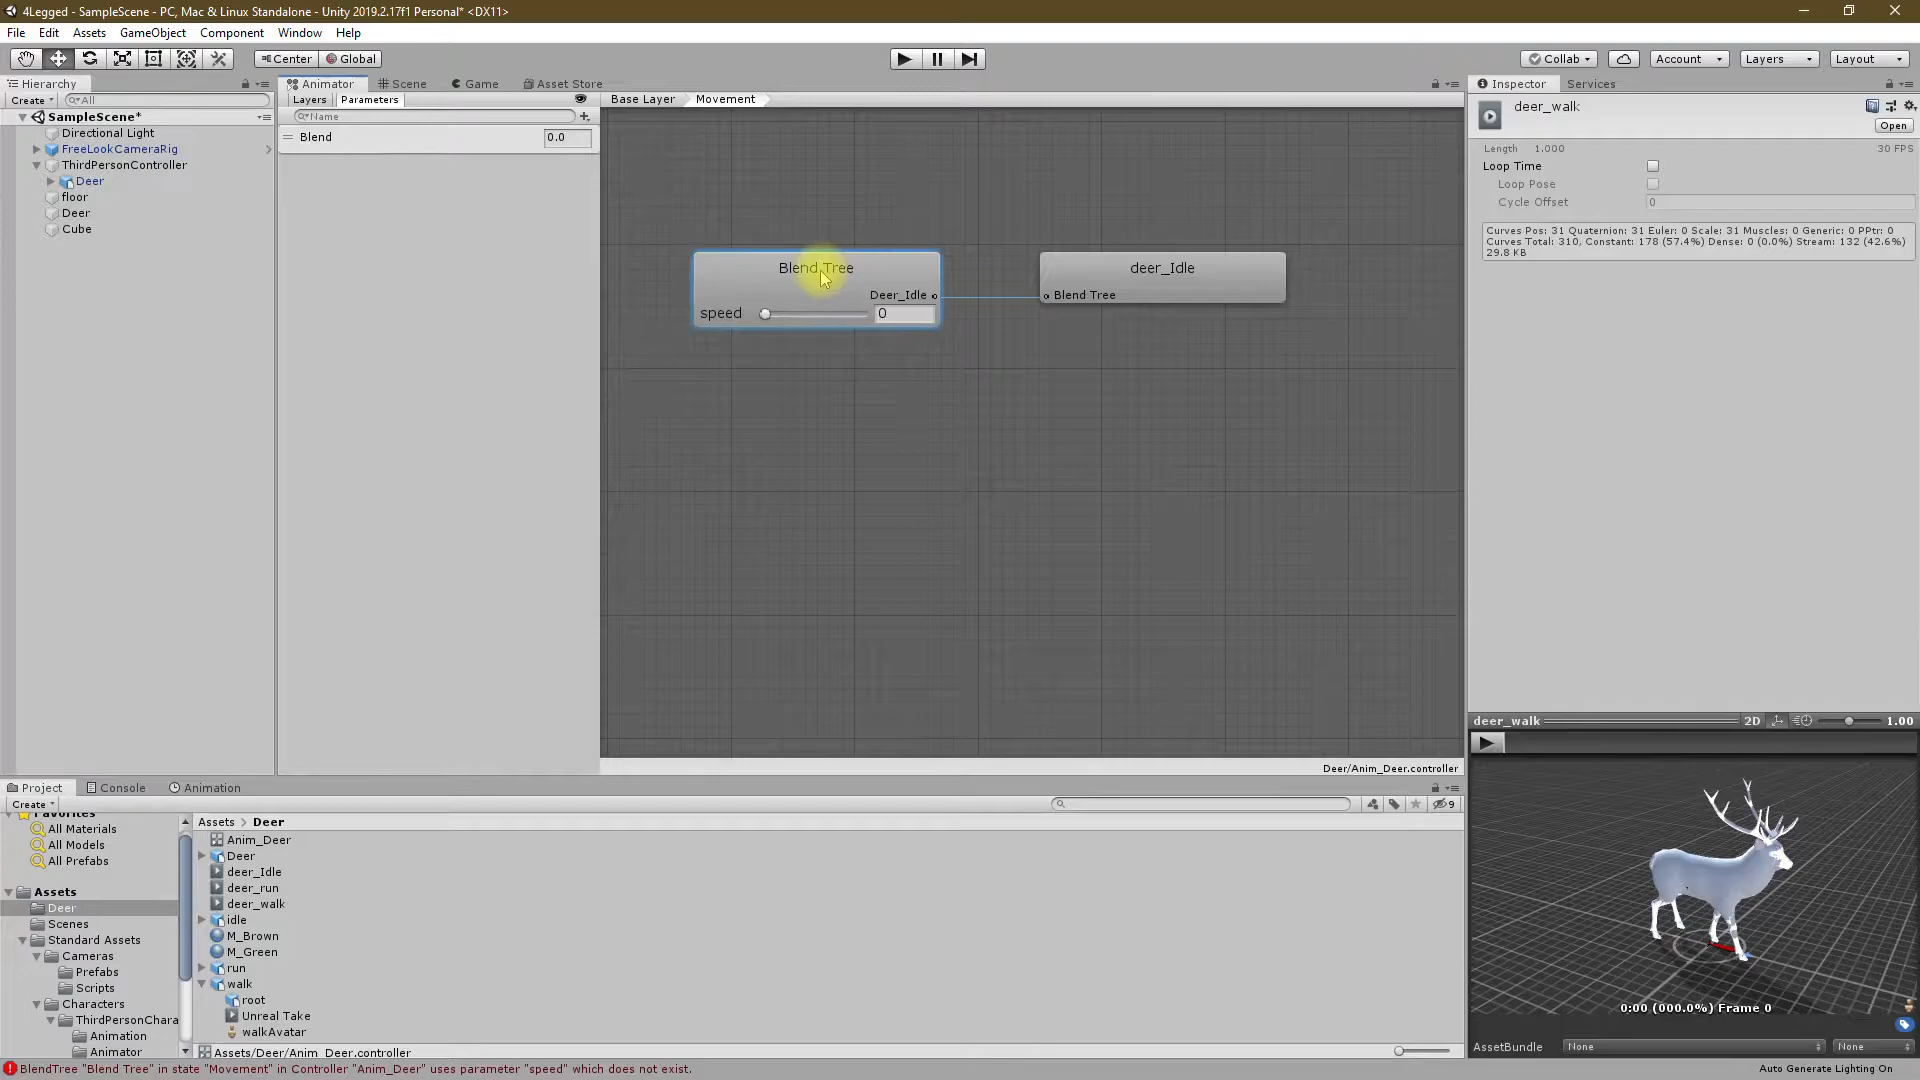 4Legged - SampleScene - PC, Mac & Linux Standalone - Unity 2019.2.17f1 Personal* <DX11>
File Edit Assets GameObject Component Window Help
Center Global Collab Account Layers Layout
Hierarchy
Create All
SampleScene*
Directional Light
FreeLookCameraRig
ThirdPersonController
Deer
floor
Deer
Cube
Animator Scene Game Asset Store
Layers Parameters
Name
Blend 0.0
Base Layer Movement
Blend Tree
Deer_Idle
speed 0
deer_Idle
Blend Tree
Deer/Anim_Deer.controller
Inspector Services
deer_walk
Open
Length 1.000 30 FPS
Loop Time
Loop Pose
Cycle Offset 0
Curves Pos: 31 Quaternion: 31 Euler: 0 Scale: 31 Muscles: 0 Generic: 0 PPtr: 0
Curves Total: 310, Constant: 178 (57.4%) Dense: 0 (0.0%) Stream: 132 (42.6%)
29.8 KB
deer_walk 2D 1.00
0:00 (000.0%) Frame 0
AssetBundle None None
Project Console Animation
Create 9
Favorites
All Materials
All Models
All Prefabs
Assets
Deer
Scenes
Standard Assets
Cameras
Prefabs
Scripts
Characters
ThirdPersonChara
Animation
Animator
Assets > Deer
Anim_Deer
Deer
deer_Idle
deer_run
deer_walk
idle
M_Brown
M_Green
run
walk
root
Unreal Take
walkAvatar
Assets/Deer/Anim_Deer.controller
BlendTree "Blend Tree" in state "Movement" in Controller "Anim_Deer" uses parameter "speed" which does not exist.
Auto Generate Lighting On